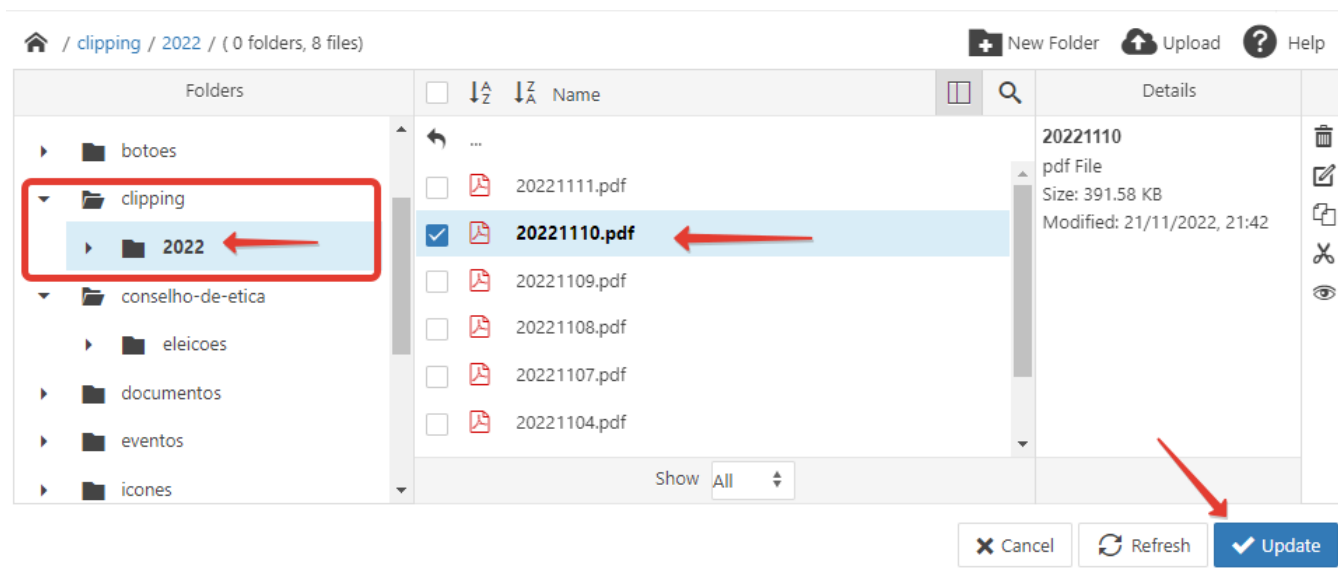 / clipping / 2022 / ( 0 folders, 8 files)
New Folder Upload Help
Folders
Name
Details
botoes
clipping
2022
conselho-de-etica
eleicoes
documentos
eventos
icones
...
20221111.pdf
20221110.pdf
20221109.pdf
20221108.pdf
20221107.pdf
20221104.pdf
Show All
20221110
pdf File
Size: 391.58 KB
Modified: 21/11/2022, 21:42
Cancel Refresh Update